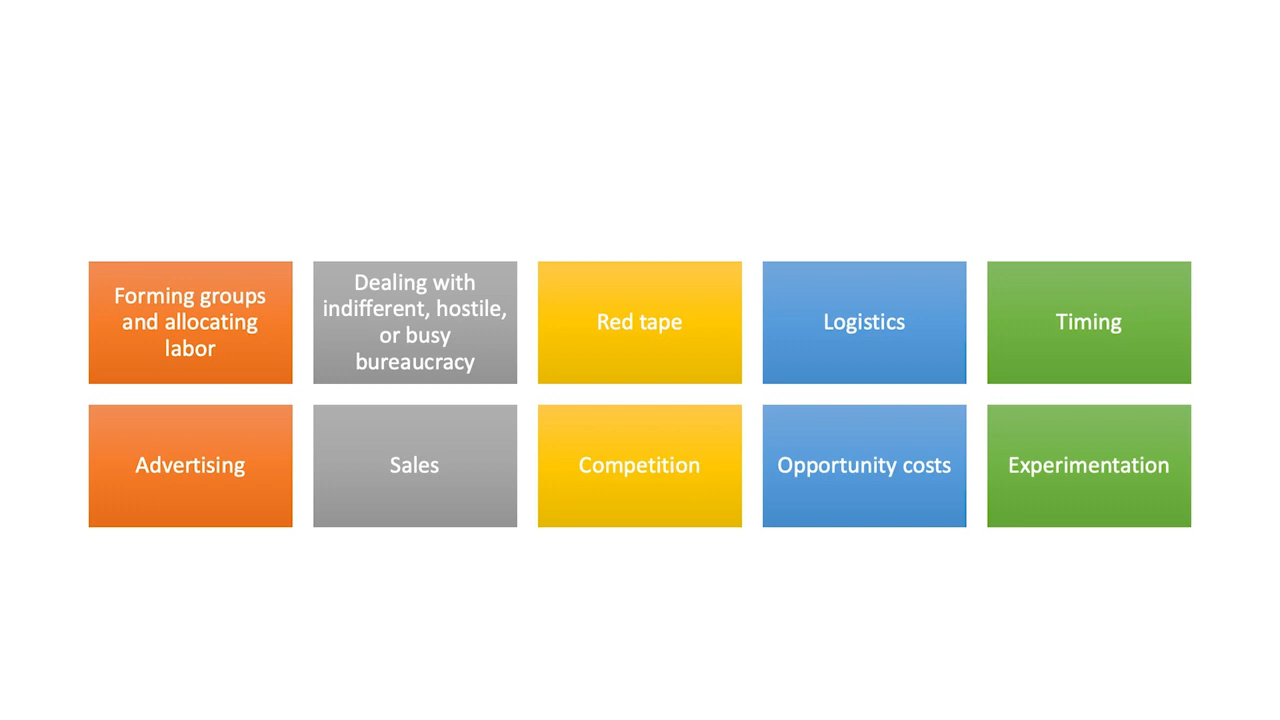 Forming groups
and allocating
labor
Dealing with
indifferent, hostile,
or busy
bureaucracy
Red tape
Logistics
Timing
Advertising
Sales
Competition
Opportunity costs
Experimentation